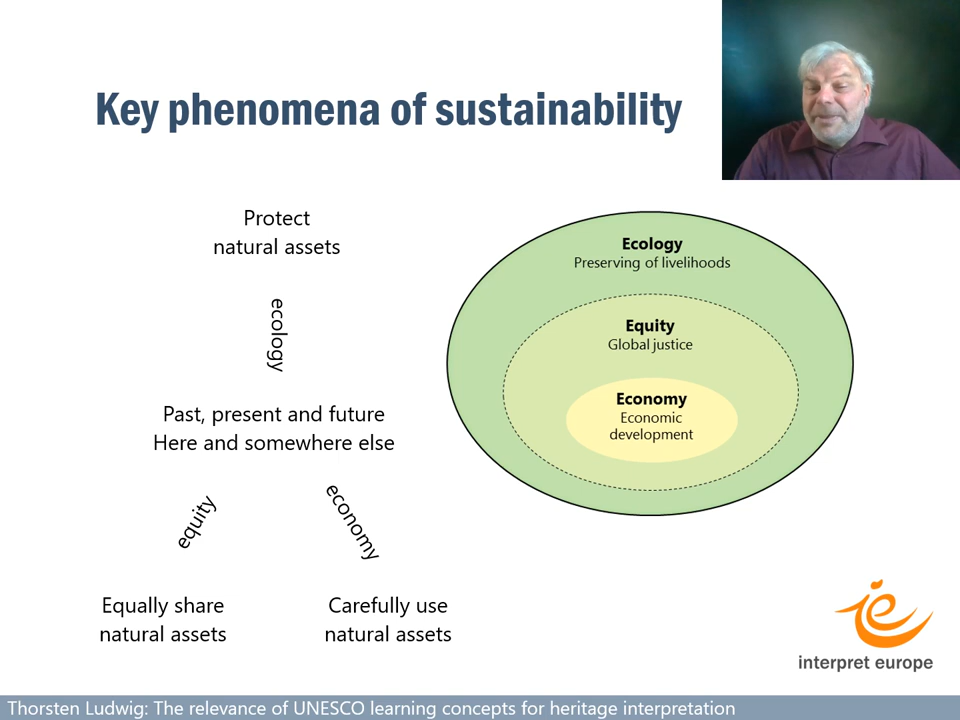 Key phenomena of sustainability
Protect
natural assets
ecology
Past, present and future
Here and somewhere else
equity
economy
Equally share
natural assets
Carefully use
natural assets
Ecology
Preserving of livelihoods
Equity
Global justice
Economy
Economic
development
interpret europe
Thorsten Ludwig: The relevance of UNESCO learning concepts for heritage interpretation